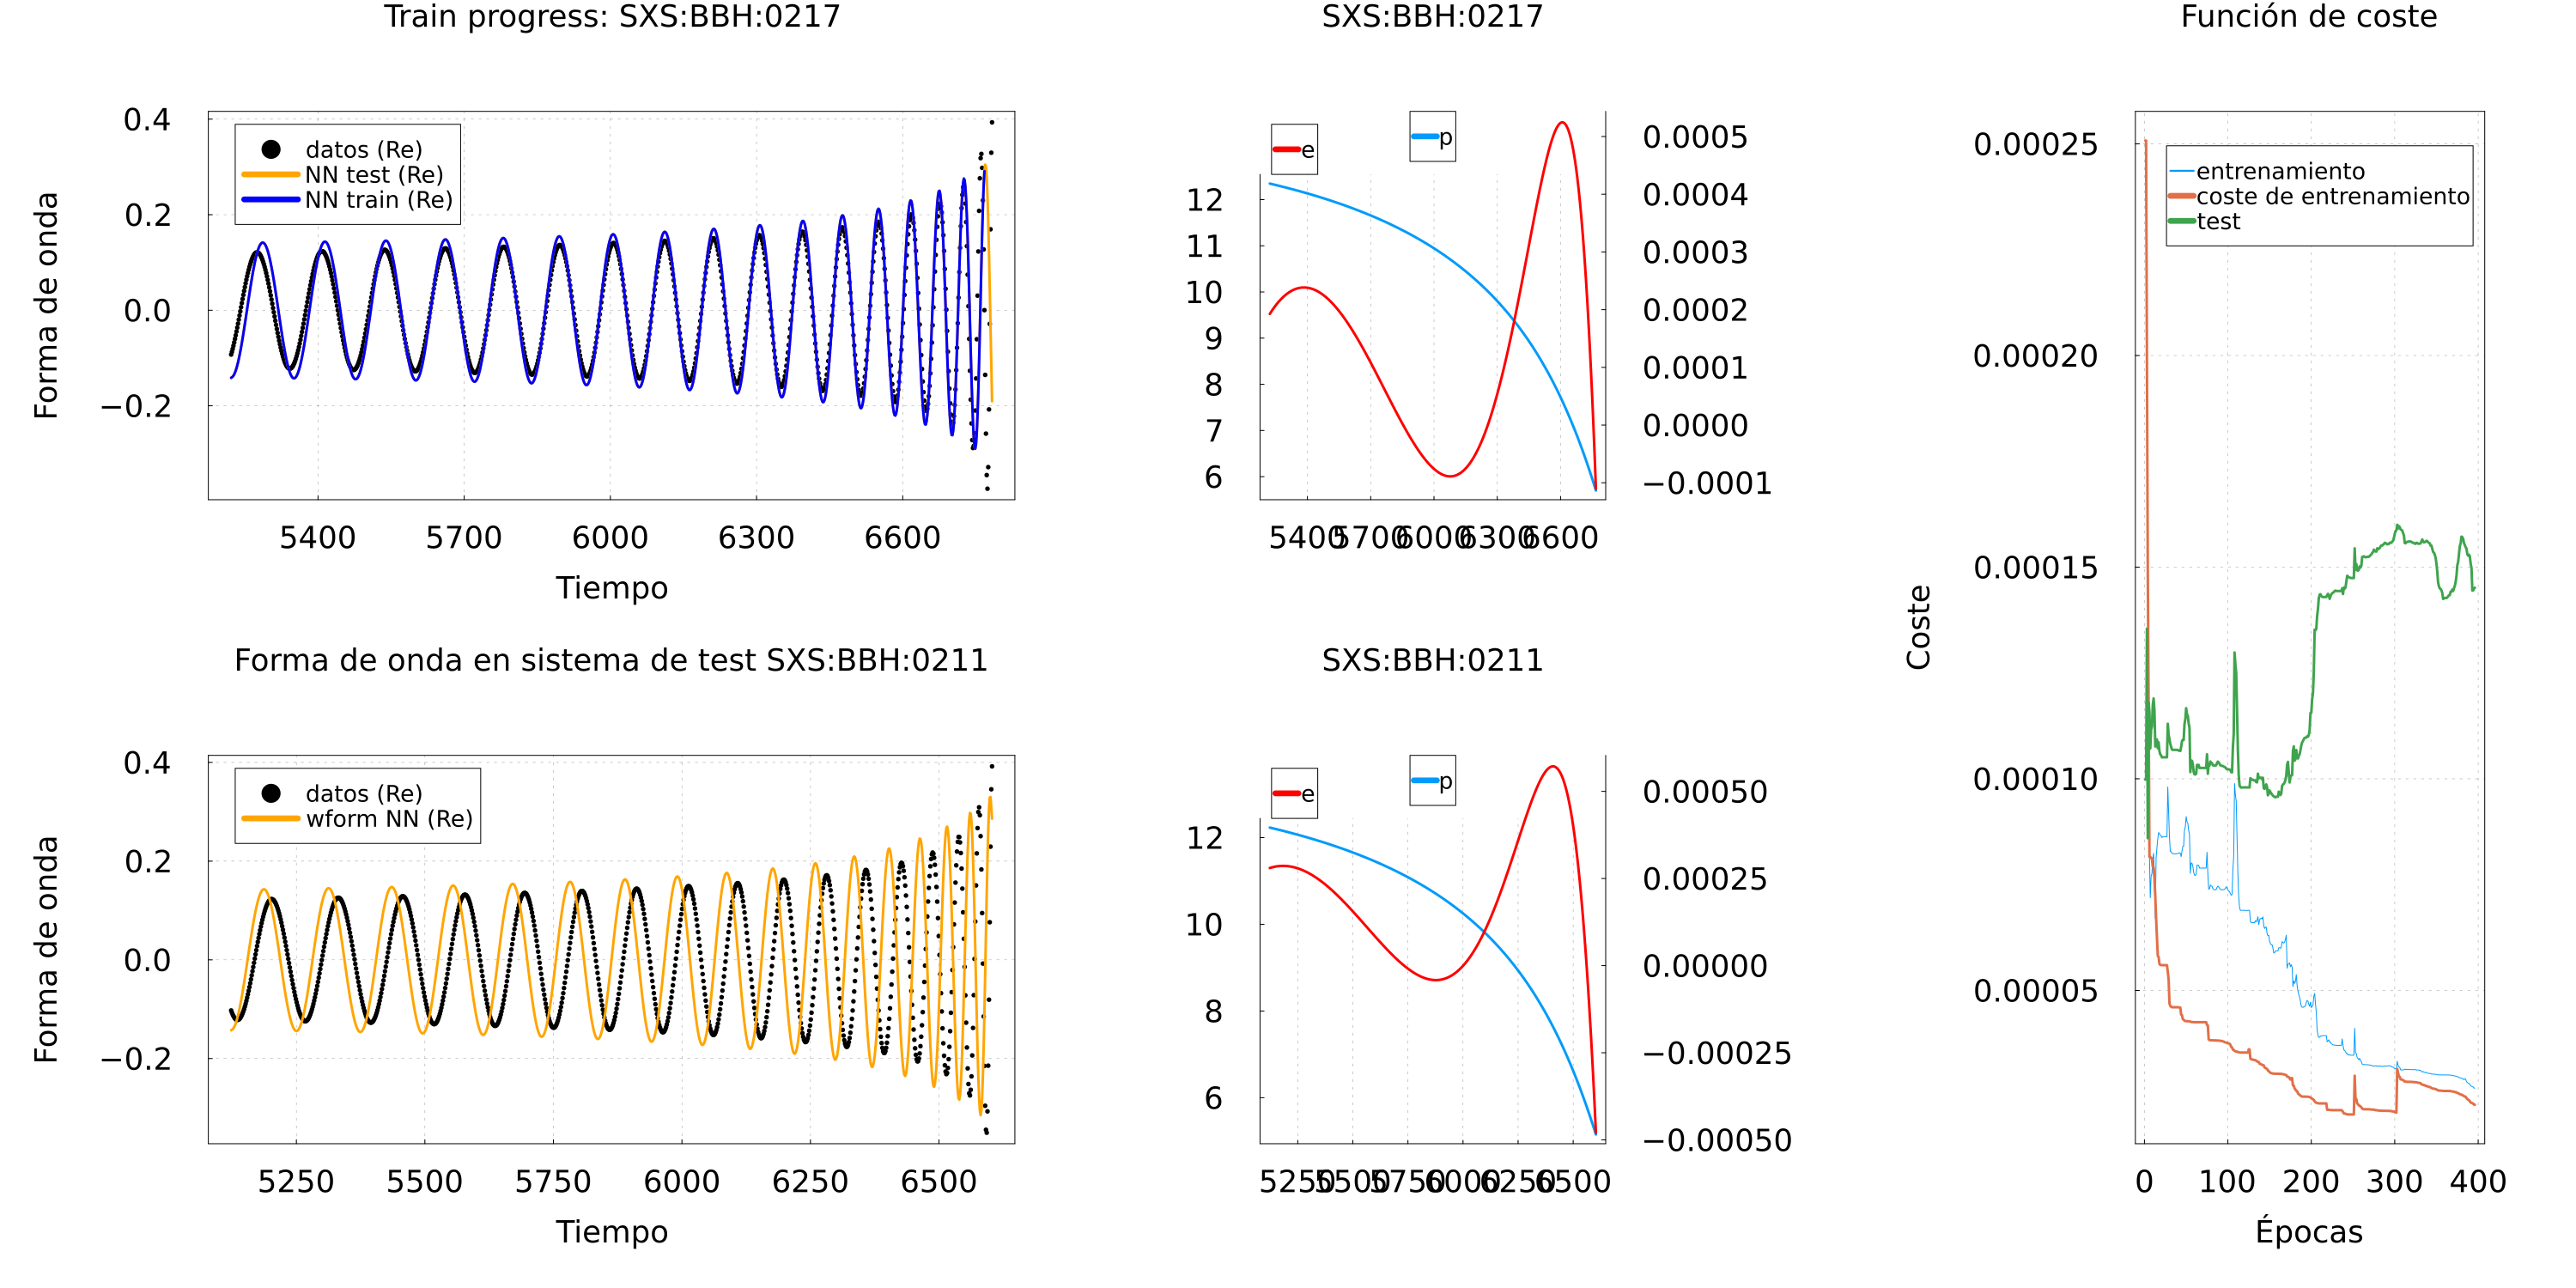 Train progress: SXS:BBH:0217
SXS:BBH:0217
Función de coste
Forma de onda
0.4
0.2
0.0
−0.2
datos (Re)
NN test (Re)
NN train (Re)
5400 5700 6000 6300 6600
Tiempo
e
p
12
11
10
9
8
7
6
0.0005
0.0004
0.0003
0.0002
0.0001
0.0000
−0.0001
5400 5700 6000 6300 6600
Forma de onda en sistema de test SXS:BBH:0211
SXS:BBH:0211
Forma de onda
0.4
0.2
0.0
−0.2
datos (Re)
wform NN (Re)
5250 5500 5750 6000 6250 6500
Tiempo
e
p
12
10
8
6
0.00050
0.00025
0.00000
−0.00025
−0.00050
5250 5500 5750 6000 6250 6500
Coste
0.00025
0.00020
0.00015
0.00010
0.00005
entrenamiento
coste de entrenamiento
test
0 100 200 300 400
Épocas